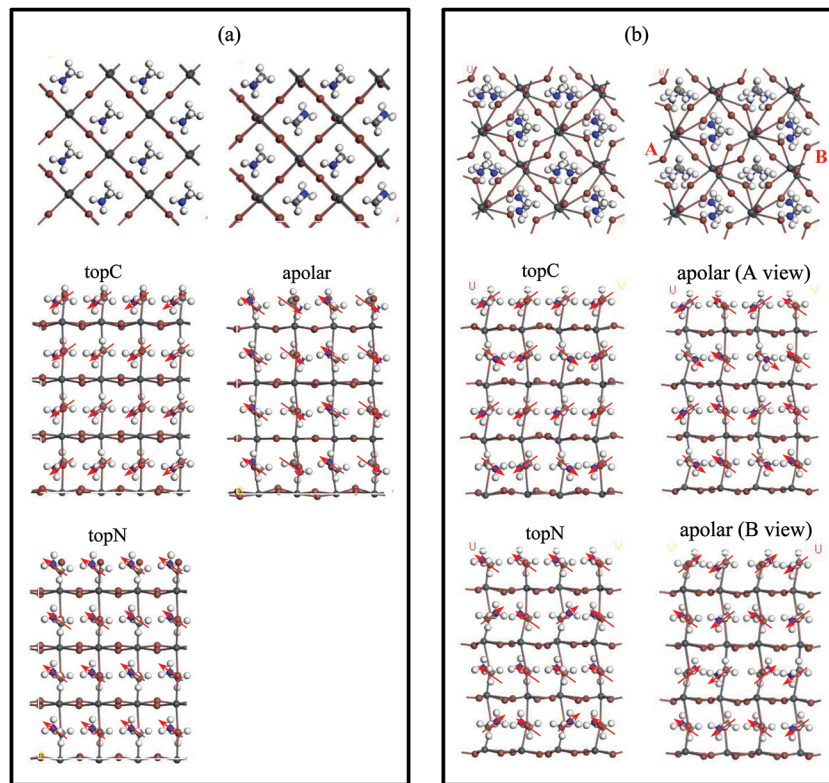 (a)
(b)
U
U
A
B
topC
apolar
topC
apolar (A view)
U
U
topN
topN
apolar (B view)
U
U